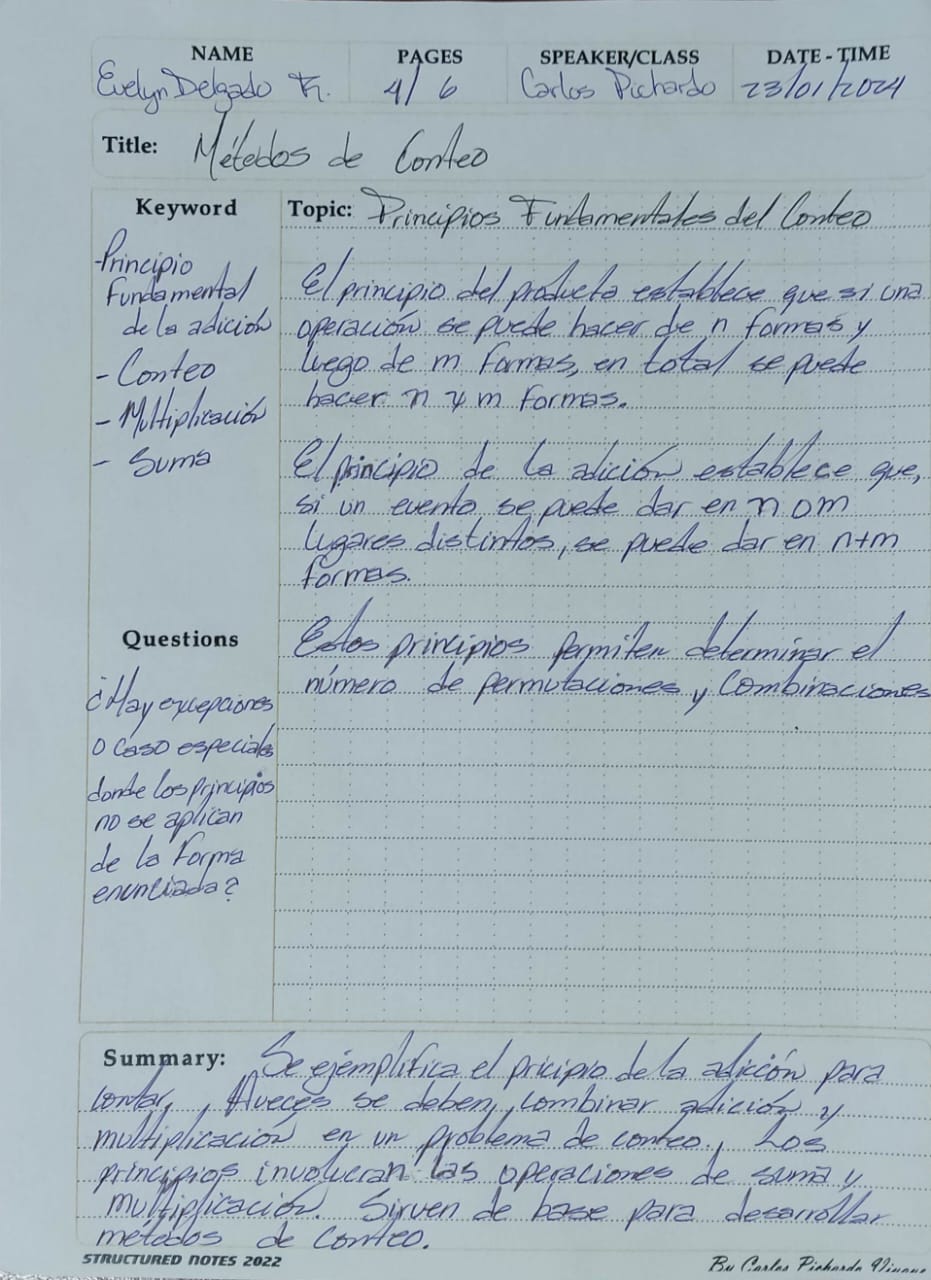 NAME PAGES SPEAKER/CLASS DATE - TIME
Evelyn Delgado R. 4/6 Carlos Pichardo 23/01/2024
Title: Métodos de Conteo
Keyword
-Principio
Fundamental
de la adición
- Conteo
- Multiplicación
- Suma
Questions
¿Hay excepciones
o caso especiales
donde los principios
no se aplican
de la forma
enunciada?
Topic: Principios Fundamentales del Conteo
El principio del producto establece que si una
operación se puede hacer de n formas y
luego de m formas, en total se puede
hacer n y m formas.
El principio de la adición establece que,
si un evento se puede dar en n o m
lugares distintos, se puede dar en n+m
formas.
Estos principios permiten determinar el
número de permutaciones y combinaciones
Summary: Se ejemplifica el pricipio de la adicción para
contar, Aveces se deben, combinar adición y
multiplicación en un problema de conteo., Los
principios involucran las operaciones de suma y
multiplicación. Sirven de base para desarrollar
métodos de conteo.
STRUCTURED NOTES 2022 By Carlos Pichardo